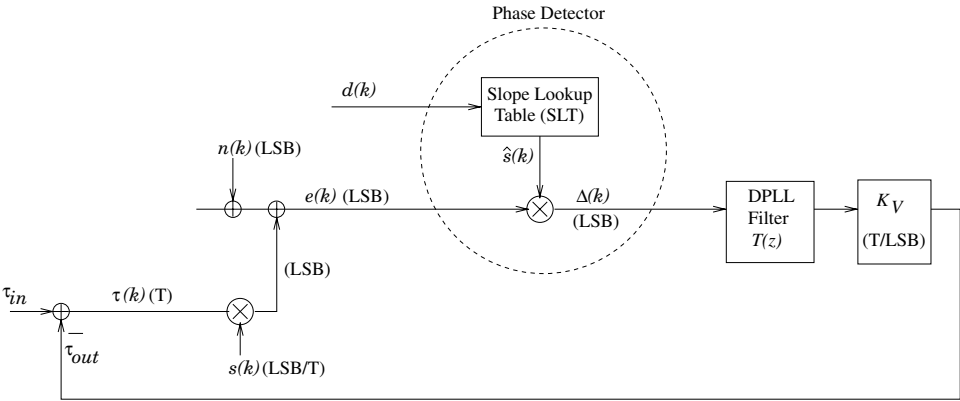 Phase Detector
d(k)
Slope Lookup
Table (SLT)
n(k) (LSB)
ŝ(k)
e(k) (LSB)
Δ(k)
(LSB)
DPLL
Filter
T(z)
K_V
(T/LSB)
(LSB)
τ_in
τ(k) (T)
−
τ_out
s(k) (LSB/T)